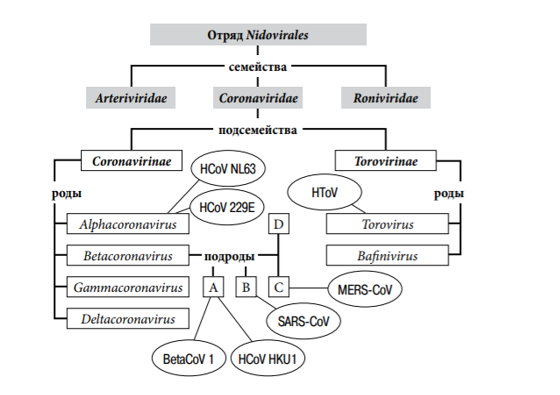 Отряд Nidovirales
семейства
Arteriviridae
Coronaviridae
Roniviridae
подсемейства
Coronavirinae
Torovirinae
HCoV NL63
роды
HToV
роды
HCoV 229E
Alphacoronavirus
D
Torovirus
Betacoronavirus
подроды
Bafinivirus
Gammacoronavirus
A
B
C
MERS-CoV
Deltacoronavirus
SARS-CoV
BetaCoV 1
HCoV HKU1